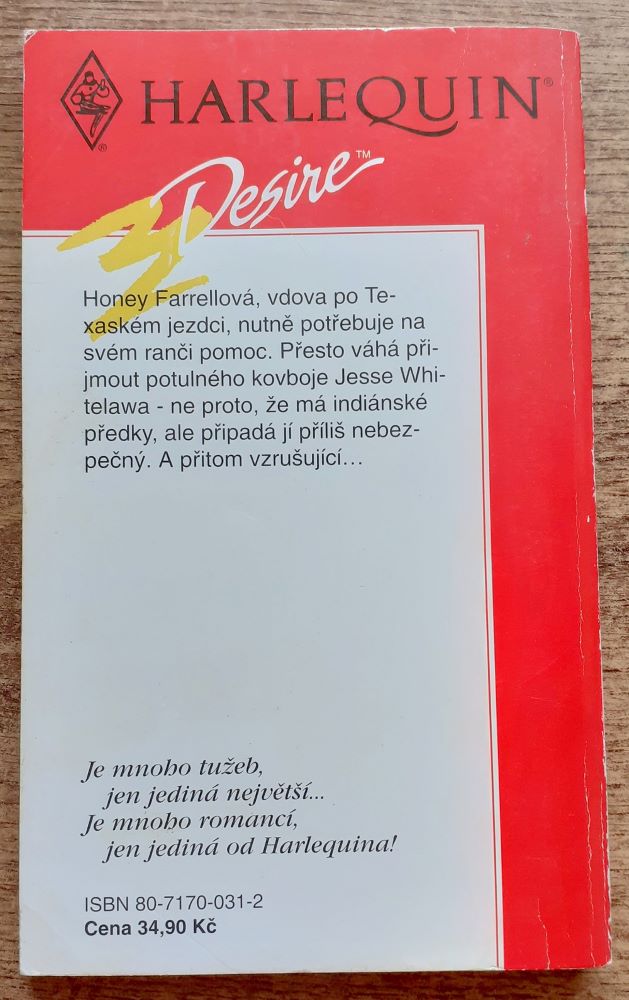 HARLEQUIN®
Desire™
Honey Farrellová, vdova po Te-
xaském jezdci, nutně potřebuje na
svém ranči pomoc. Přesto váhá při-
jmout potulného kovboje Jesse Whi-
telawa - ne proto, že má indiánské
předky, ale připadá jí příliš nebez-
pečný. A přitom vzrušující...
Je mnoho tužeb,
jen jediná největší...
Je mnoho romancí,
jen jediná od Harlequina!
ISBN 80-7170-031-2
Cena 34,90 Kč